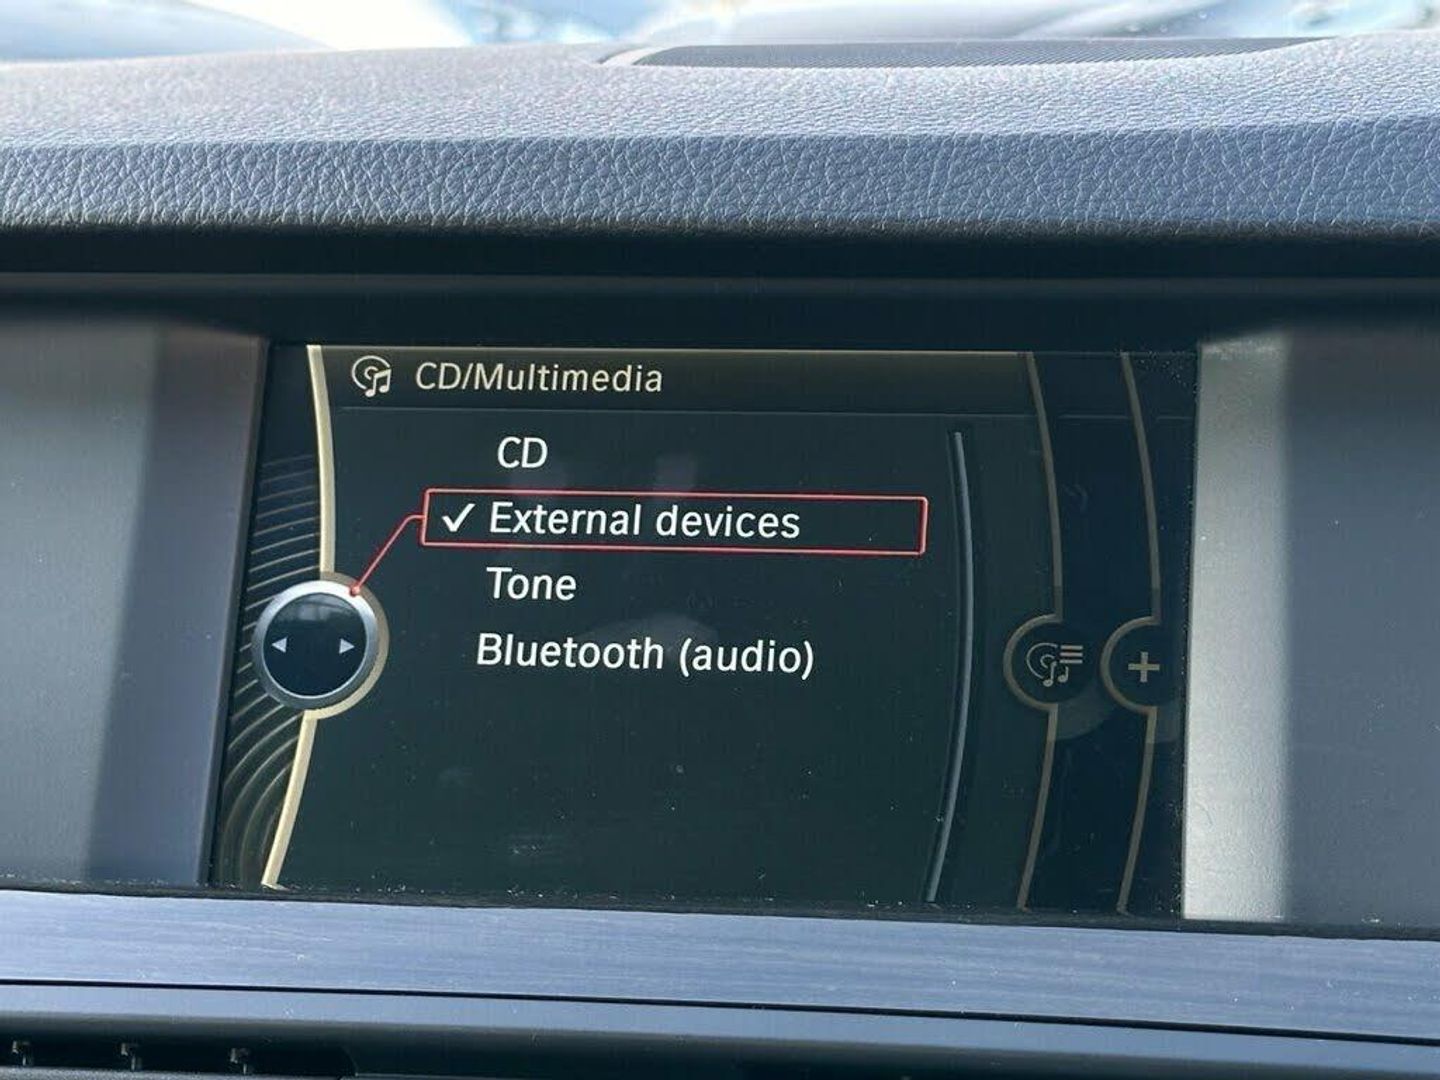 CD/Multimedia
CD
✓ External devices
Tone
Bluetooth (audio)